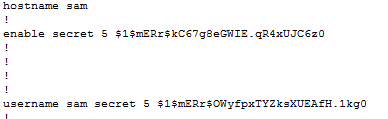 hostname sam
!
enable secret 5 $1$mERr$kC67g8eGWIE.qR4xUJC6z0
!
!
!
!
username sam secret 5 $1$mERr$OWyfpxTYZksXUEAfH.1kg0
!